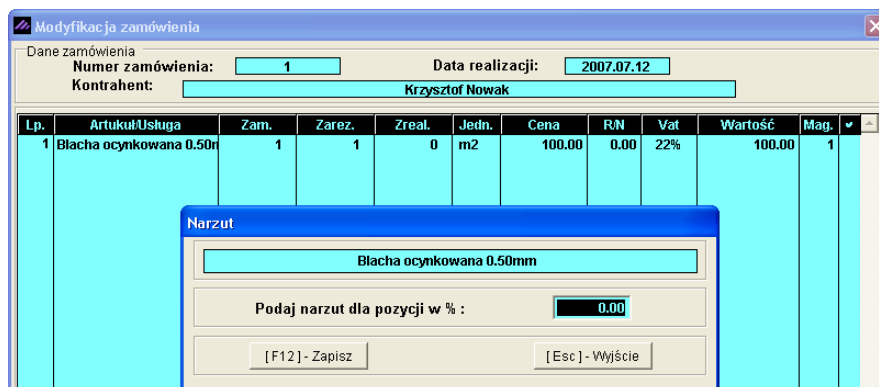 Modyfikacja zamówienia
Dane zamówienia
Numer zamówienia: 1 Data realizacji: 2007.07.12
Kontrahent: Krzysztof Nowak
Lp. Artukuł/Usługa Zam. Zarez. Zreal. Jedn. Cena R/N Vat Wartość Mag.
1 Blacha ocynkowana 0.50m 1 1 0 m2 100.00 0.00 22% 100.00 1
Narzut
Blacha ocynkowana 0.50mm
Podaj narzut dla pozycji w % : 0.00
[ F12 ] - Zapisz [ Esc ] - Wyjście